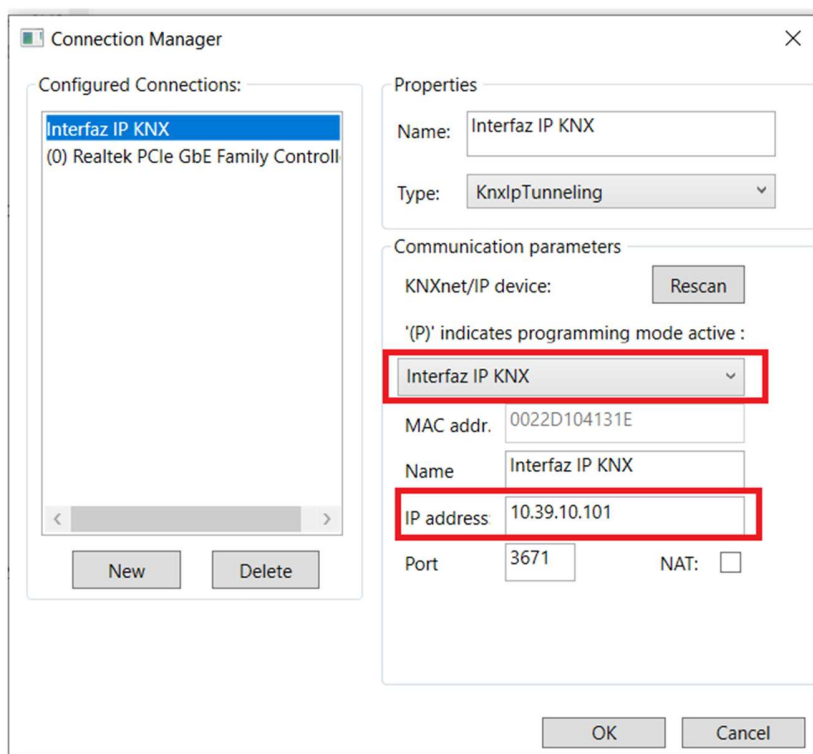 Connection Manager
Configured Connections:
Interfaz IP KNX
(0) Realtek PCIe GbE Family Controll
New
Delete
Properties
Name: Interfaz IP KNX
Type: KnxIpTunneling
Communication parameters
KNXnet/IP device: Rescan
'(P)' indicates programming mode active :
Interfaz IP KNX
MAC addr. 0022D104131E
Name Interfaz IP KNX
IP address: 10.39.10.101
Port 3671 NAT:
OK Cancel